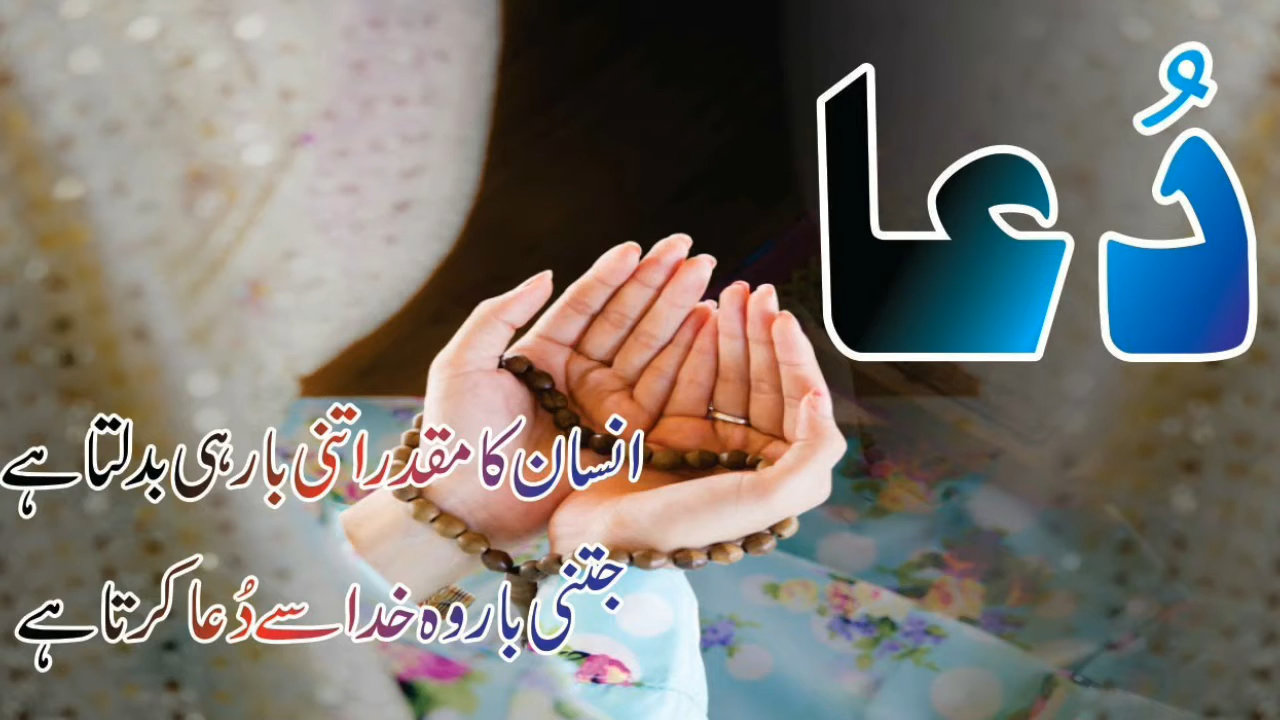 دُعا
انسان کا مقدر اتنی بار ہی بدلتا ہے
جتنی بار وہ خدا سے دُعا کرتا ہے